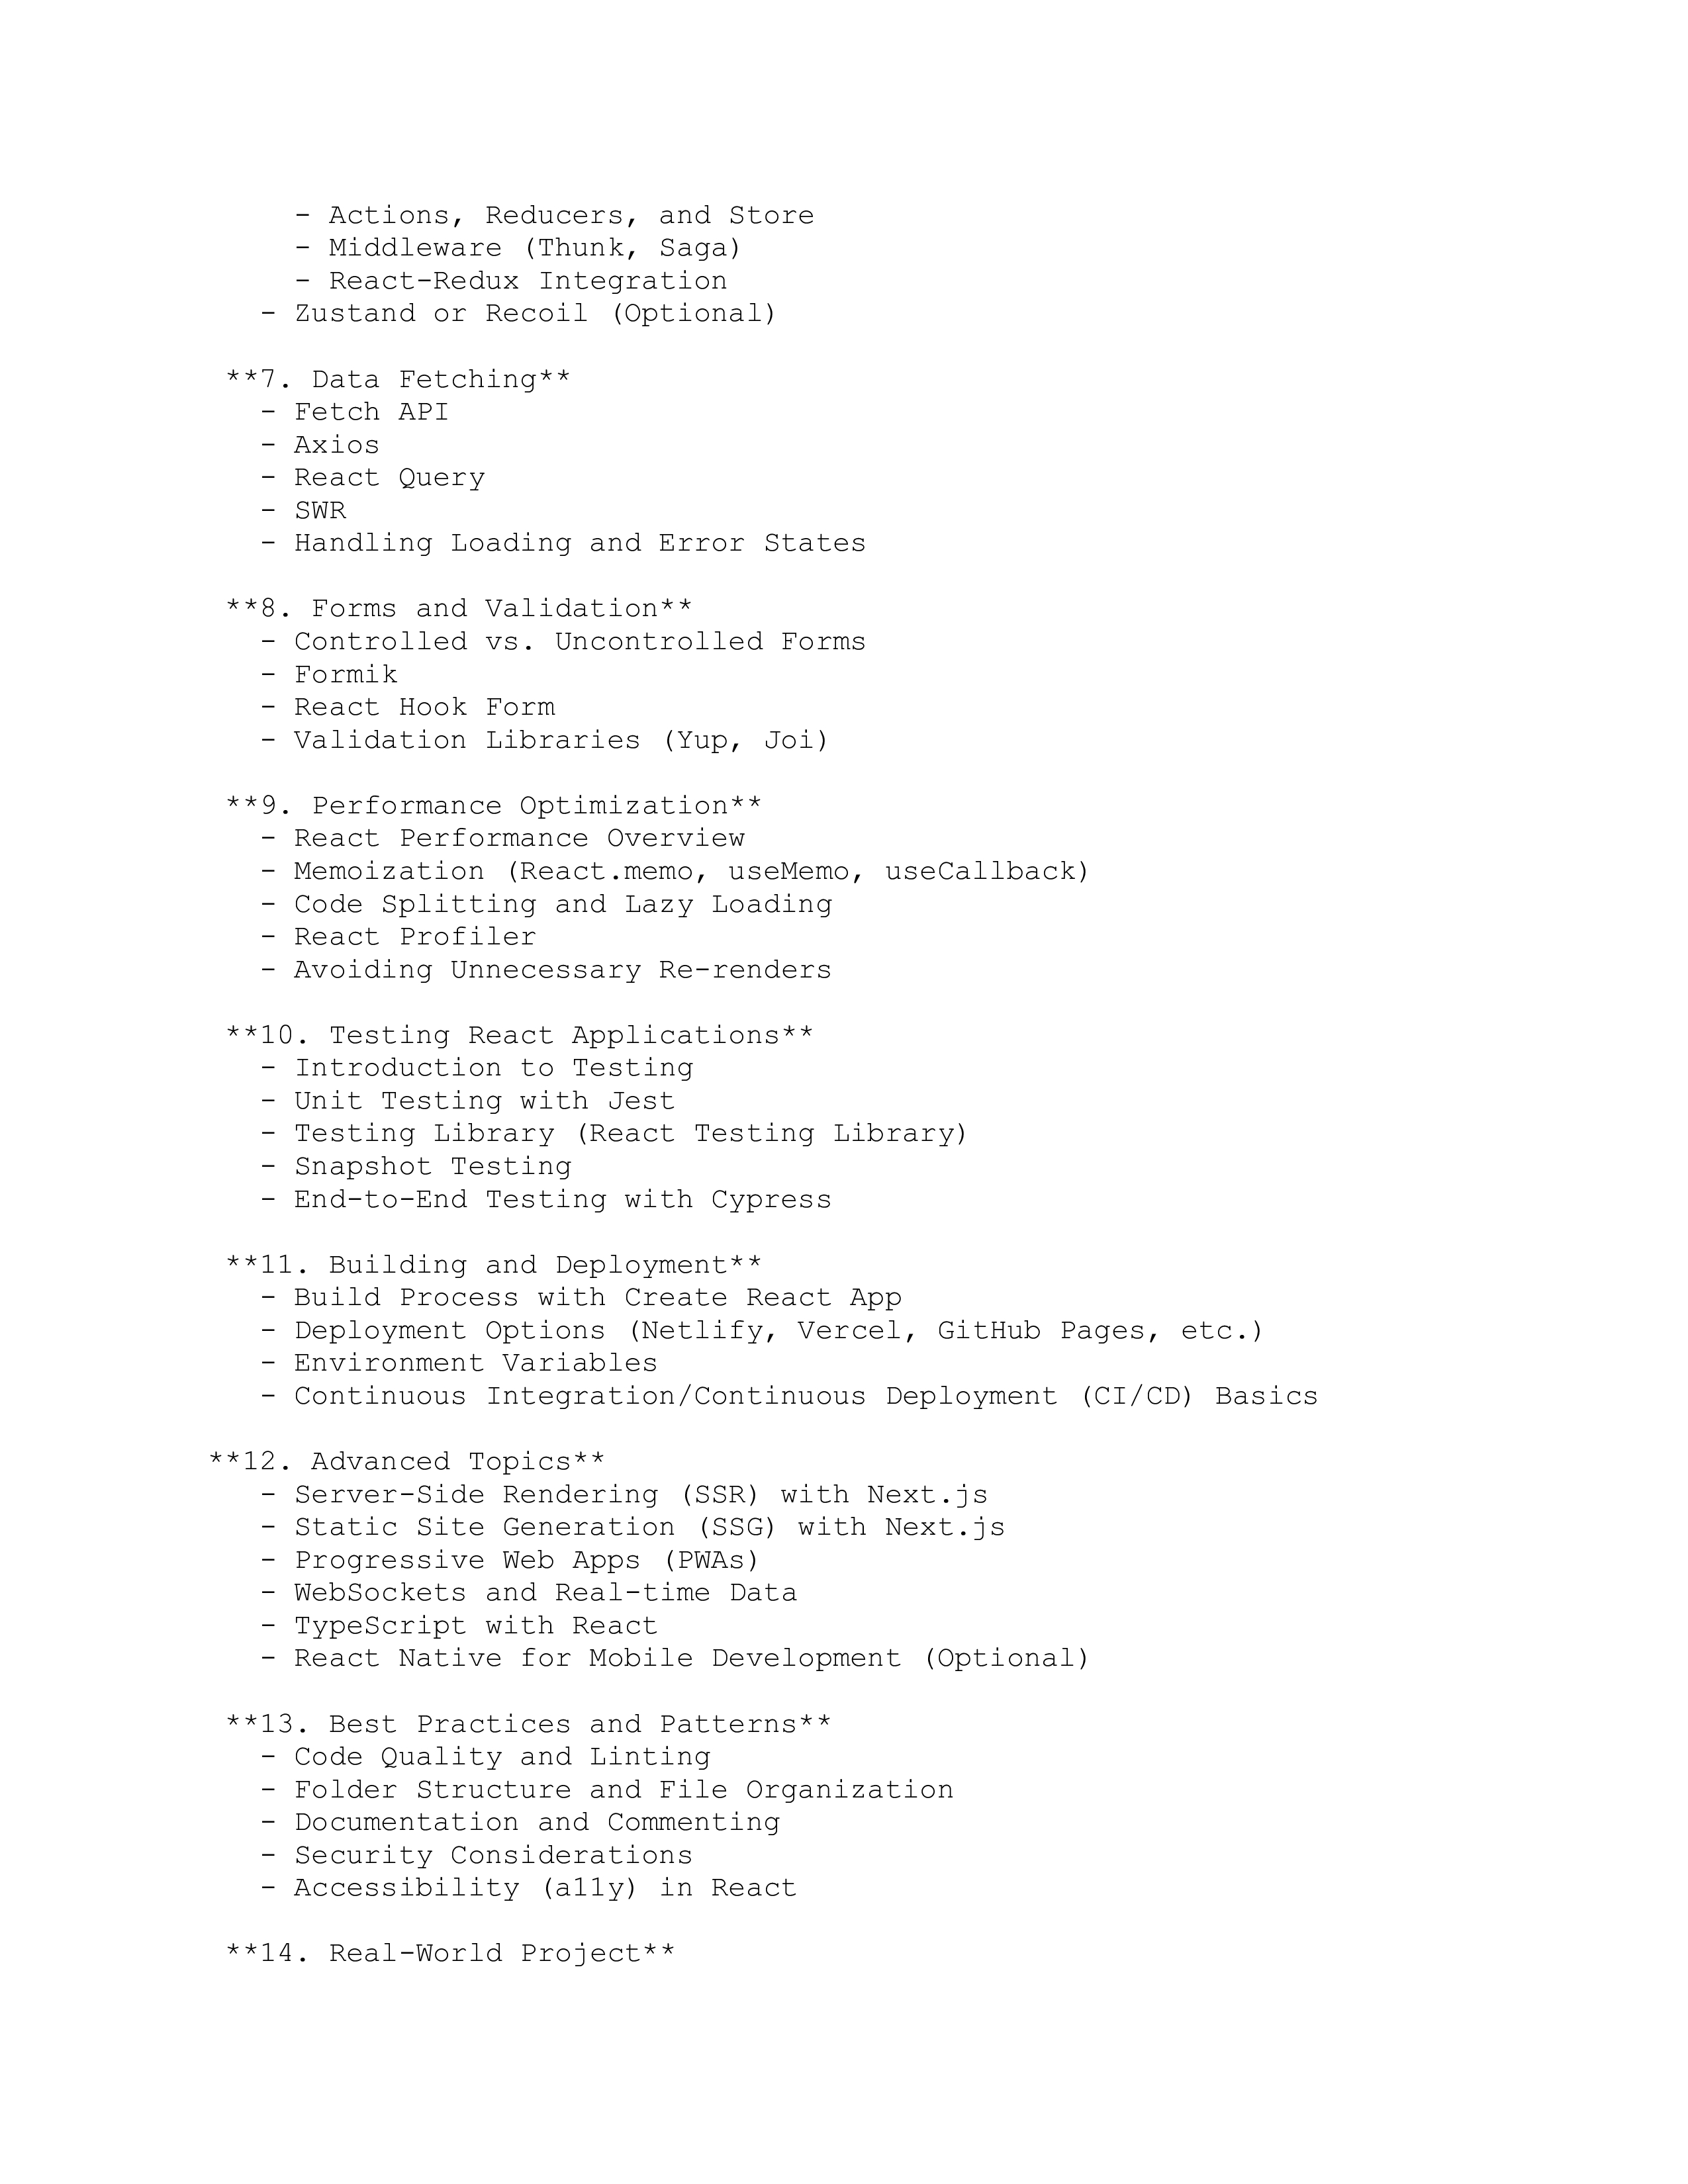 - Actions, Reducers, and Store
- Middleware (Thunk, Saga)
- React-Redux Integration
- Zustand or Recoil (Optional)
**7. Data Fetching**
- Fetch API
- Axios
- React Query
- SWR
- Handling Loading and Error States
**8. Forms and Validation**
- Controlled vs. Uncontrolled Forms
- Formik
- React Hook Form
- Validation Libraries (Yup, Joi)
**9. Performance Optimization**
- React Performance Overview
- Memoization (React.memo, useMemo, useCallback)
- Code Splitting and Lazy Loading
- React Profiler
- Avoiding Unnecessary Re-renders
**10. Testing React Applications**
- Introduction to Testing
- Unit Testing with Jest
- Testing Library (React Testing Library)
- Snapshot Testing
- End-to-End Testing with Cypress
**11. Building and Deployment**
- Build Process with Create React App
- Deployment Options (Netlify, Vercel, GitHub Pages, etc.)
- Environment Variables
- Continuous Integration/Continuous Deployment (CI/CD) Basics
**12. Advanced Topics**
- Server-Side Rendering (SSR) with Next.js
- Static Site Generation (SSG) with Next.js
- Progressive Web Apps (PWAs)
- WebSockets and Real-time Data
- TypeScript with React
- React Native for Mobile Development (Optional)
**13. Best Practices and Patterns**
- Code Quality and Linting
- Folder Structure and File Organization
- Documentation and Commenting
- Security Considerations
- Accessibility (a11y) in React
**14. Real-World Project**